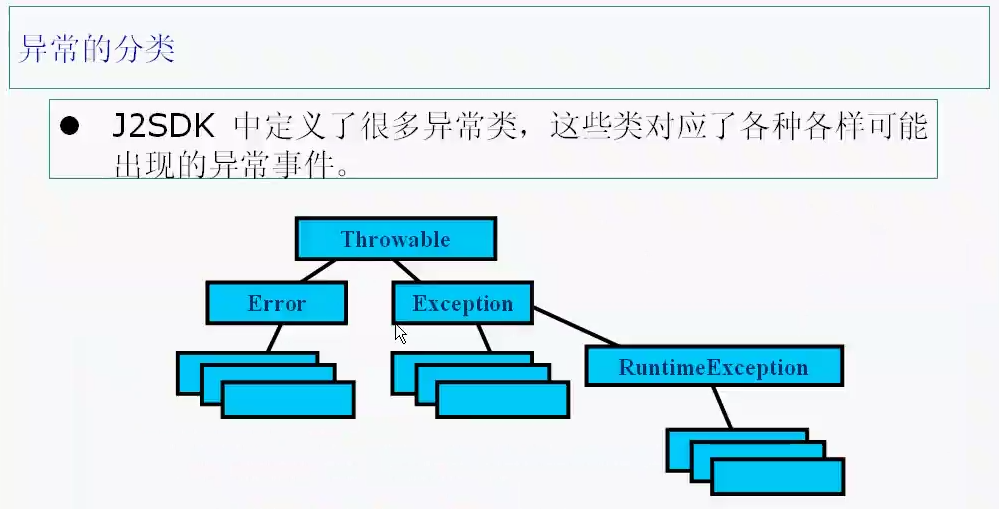 异常的分类
● J2SDK 中定义了很多异常类，这些类对应了各种各样可能
出现的异常事件。
Throwable
Error
Exception
RuntimeException